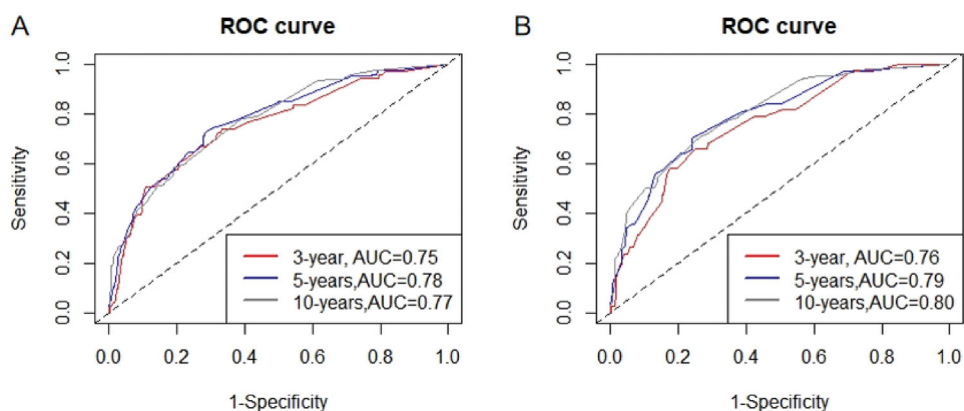 A
ROC curve
Sensitivity
0.0 0.2 0.4 0.6 0.8 1.0
3-year, AUC=0.75
5-years,AUC=0.78
10-years,AUC=0.77
0.0 0.2 0.4 0.6 0.8 1.0
1-Specificity
B
ROC curve
Sensitivity
0.0 0.2 0.4 0.6 0.8 1.0
3-year, AUC=0.76
5-years,AUC=0.79
10-years,AUC=0.80
0.0 0.2 0.4 0.6 0.8 1.0
1-Specificity